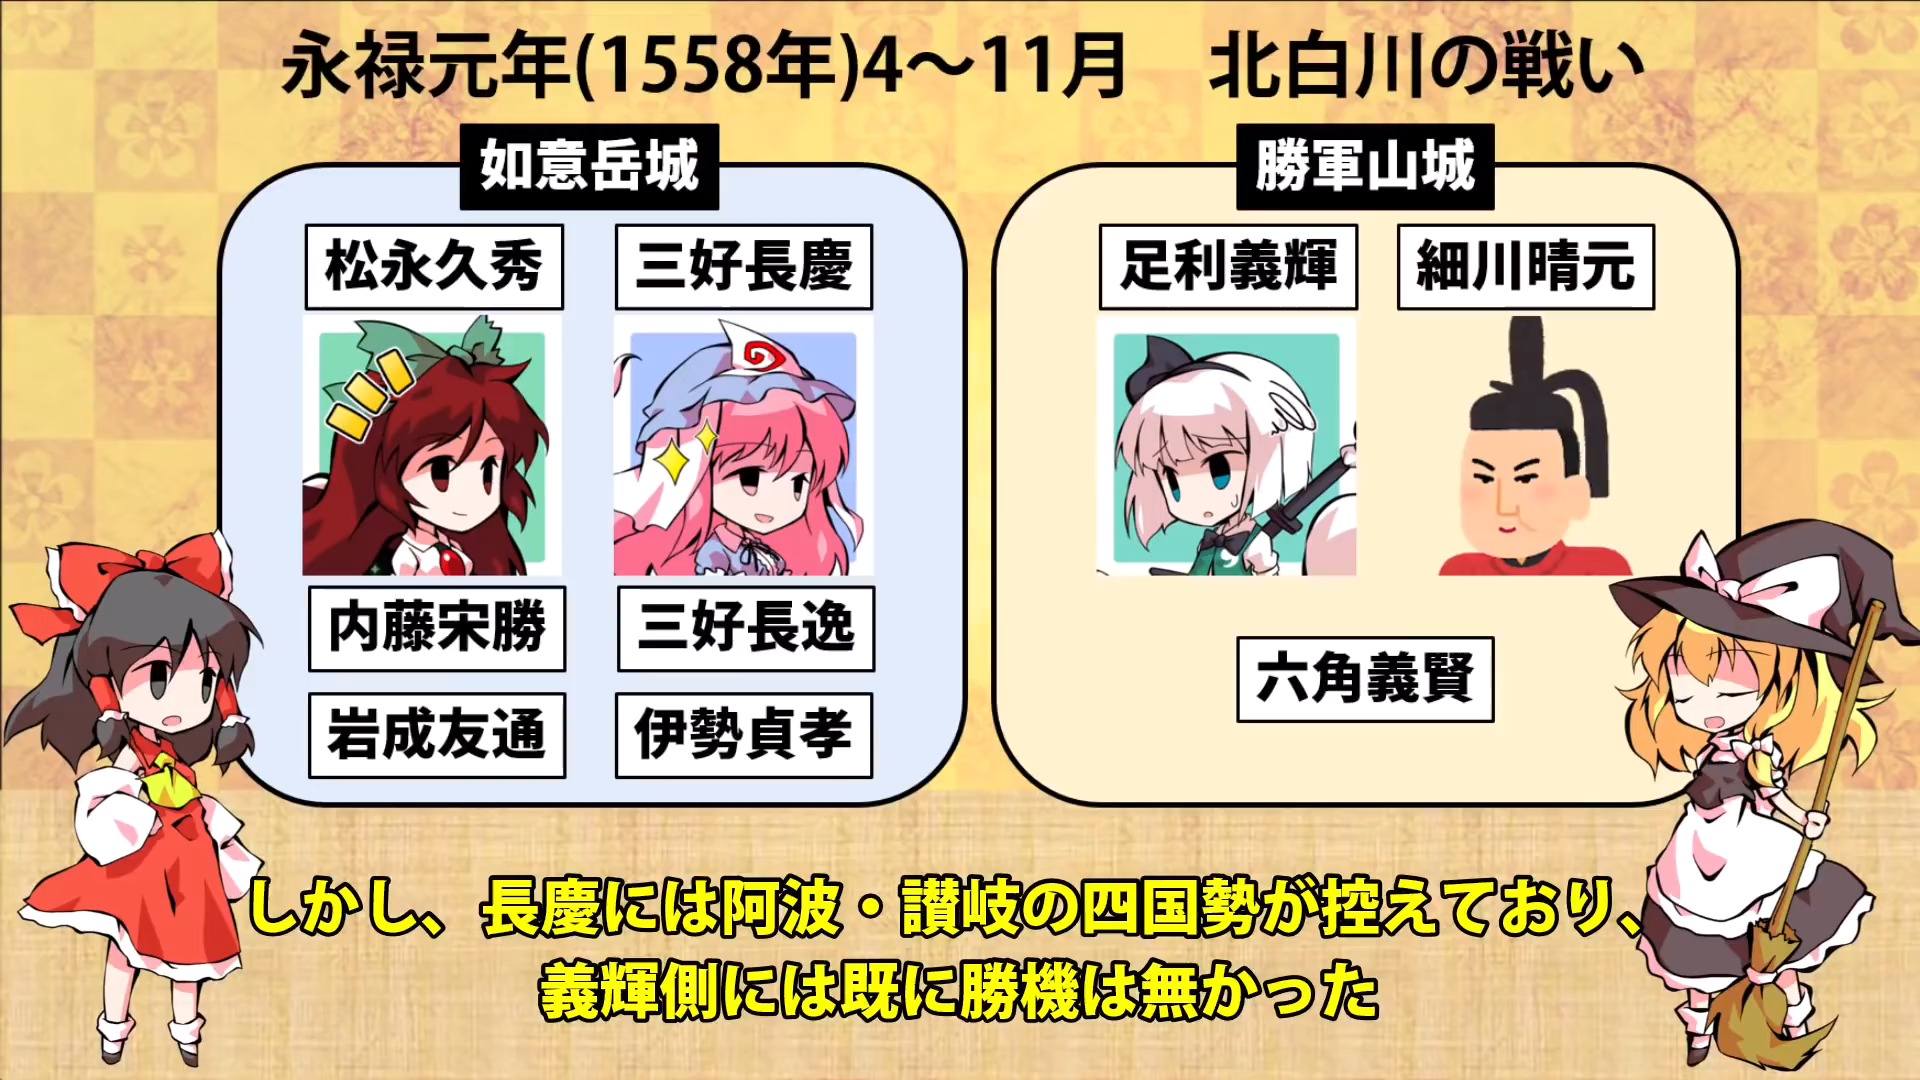 永禄元年(1558年)4～11月　北白川の戦い
如意岳城
松永久秀
三好長慶
内藤宋勝
三好長逸
岩成友通
伊勢貞孝
勝軍山城
足利義輝
細川晴元
六角義賢
しかし、長慶には阿波・讃岐の四国勢が控えており、
義輝側には既に勝機は無かった